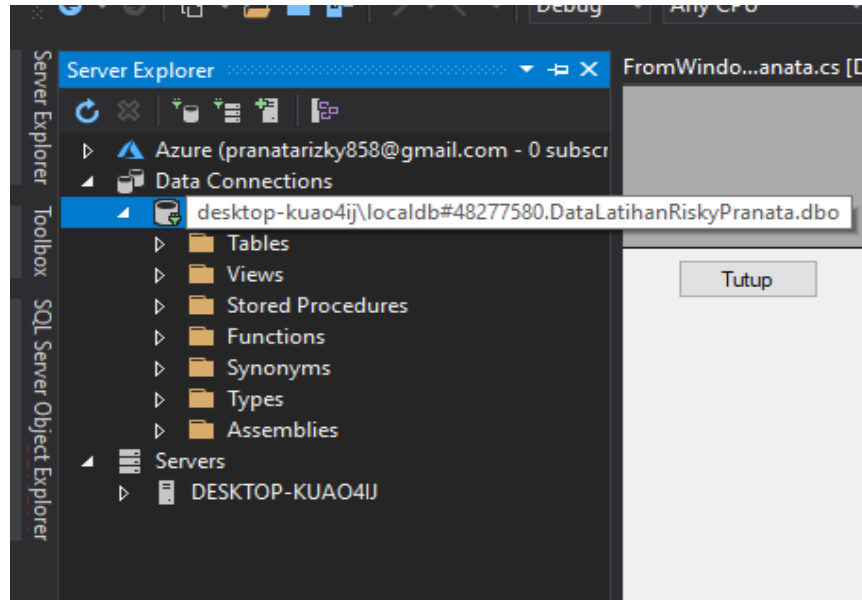 Debug
Any CPU
Server Explorer
FromWindo...anata.cs [D
Server Explorer
Toolbox
SQL Server Object Explorer
Azure (pranatarizky858@gmail.com - 0 subscr
Data Connections
desktop-kuao4ij\localdb#48277580.DataLatihanRiskyPranata.dbo
Tables
Views
Stored Procedures
Functions
Synonyms
Types
Assemblies
Servers
DESKTOP-KUAO4IJ
Tutup